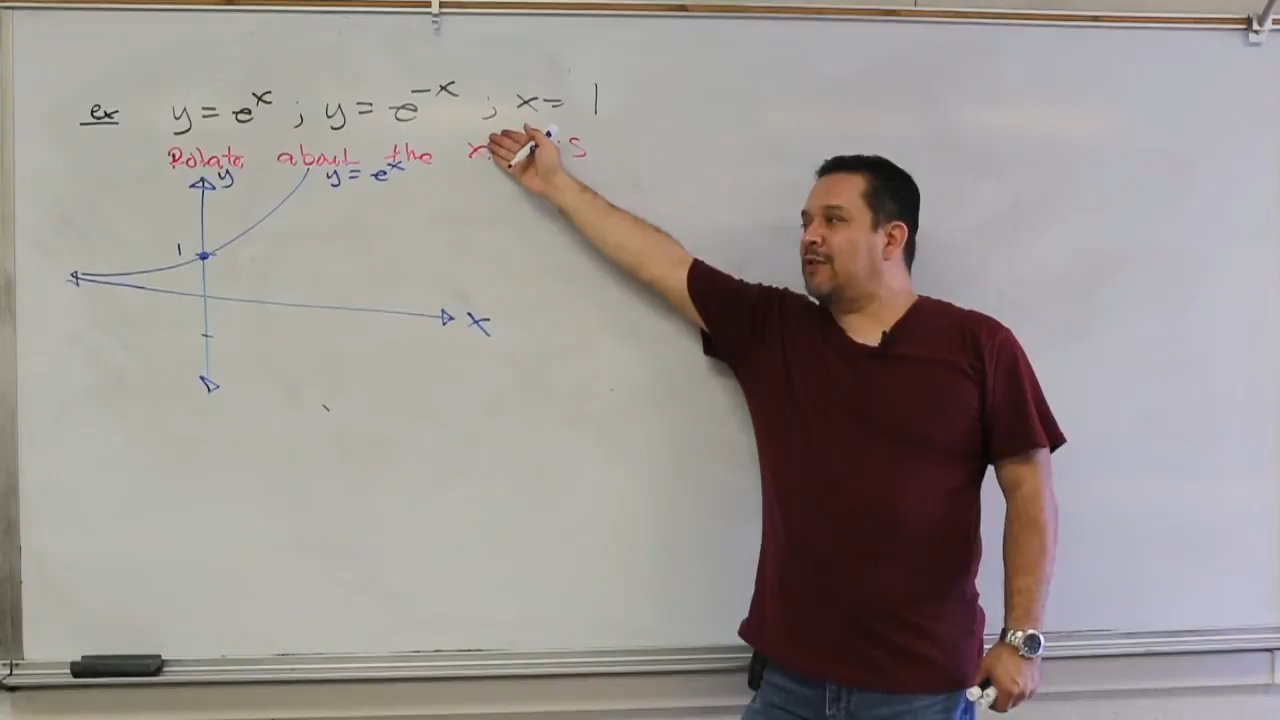 ex y = e^x ; y = e^-x ; x = 1
Rotate about the
y
y = e^x
1
x